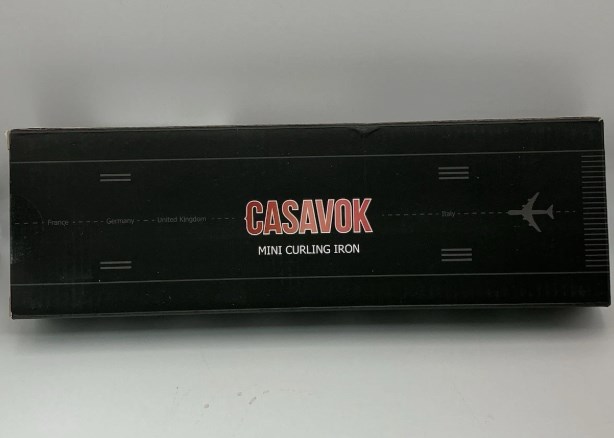 France Germany United Kingdom CASAVOK Italy
MINI CURLING IRON